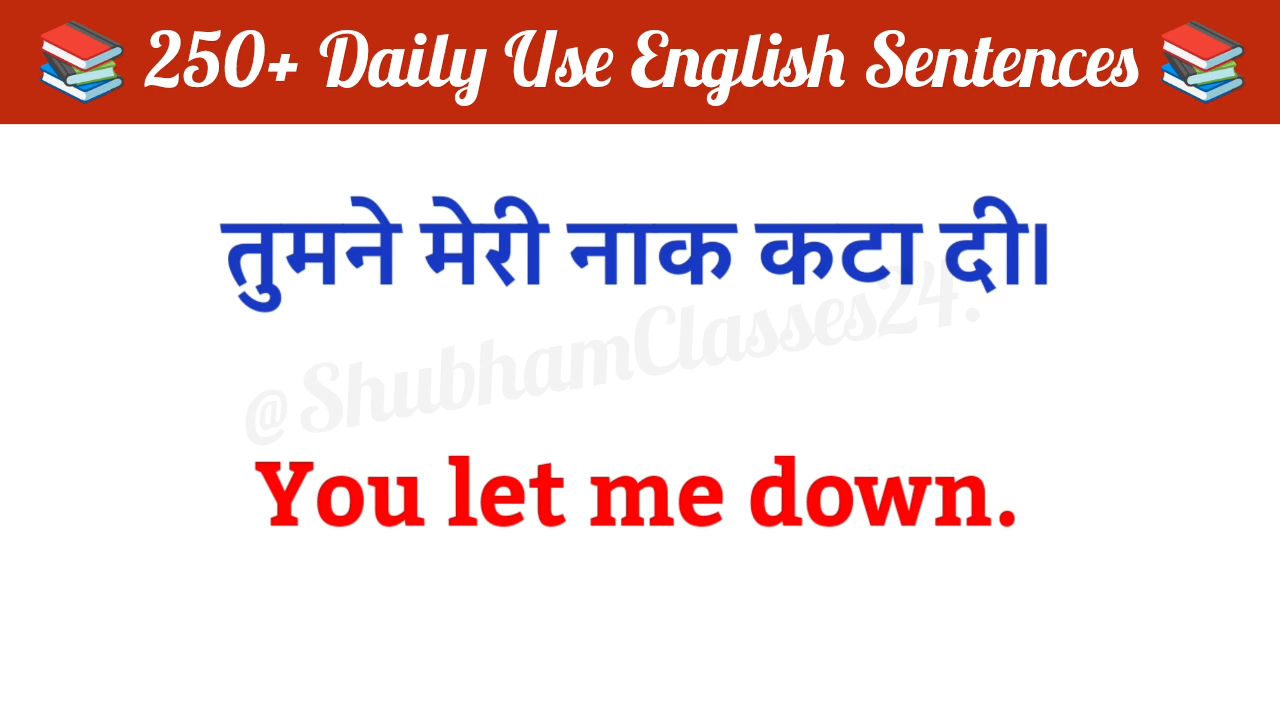 📚 250+ Daily Use English Sentences 📚
तुमने मेरी नाक कटा दी।
@ShubhamClasses24.
You let me down.